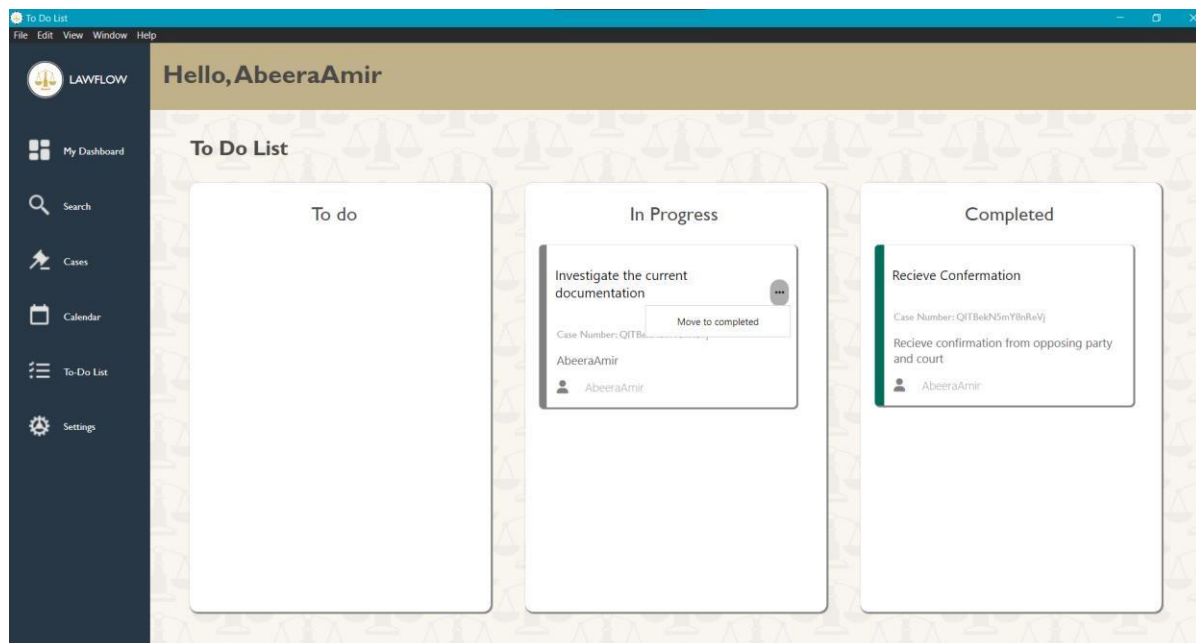 To Do List
File Edit View Window Help
LAWFLOW
Hello, AbeeraAmir
My Dashboard
Search
Cases
Calendar
To-Do List
Settings
To Do List
To do
In Progress
Investigate the current
documentation
...
Move to completed
Case Number:
AbeeraAmir
AbeeraAmir
Completed
Recieve Confermation
Case Number: QITBekN5mY8nReVj
Recieve confirmation from opposing party
and court
AbeeraAmir